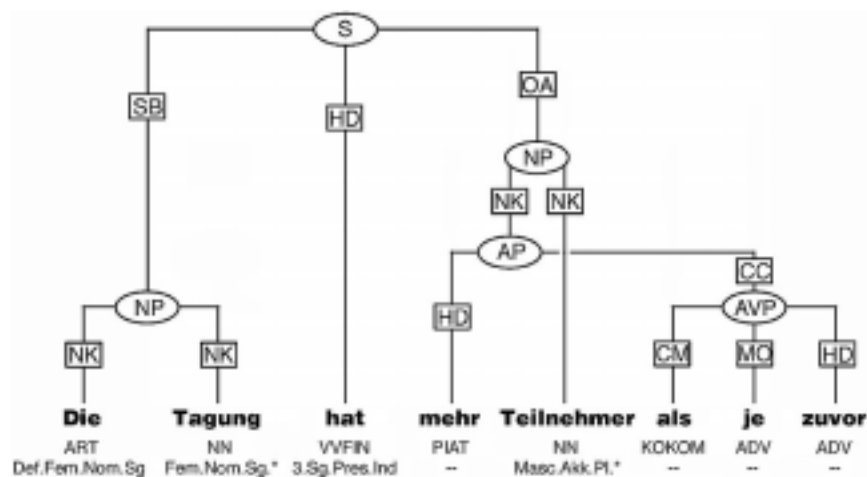 S
SB HD OA
NP
NK NK
AP
CC
NP HD AVP
NK NK CM MO HD
Die Tagung hat mehr Teilnehmer als je zuvor
ART NN VVFIN PIAT NN KOKOM ADV ADV
Def.Fem.Nom.Sg Fem.Nom.Sg.* 3.Sg.Pres.Ind -- Masc.Akk.Pl.* -- -- --